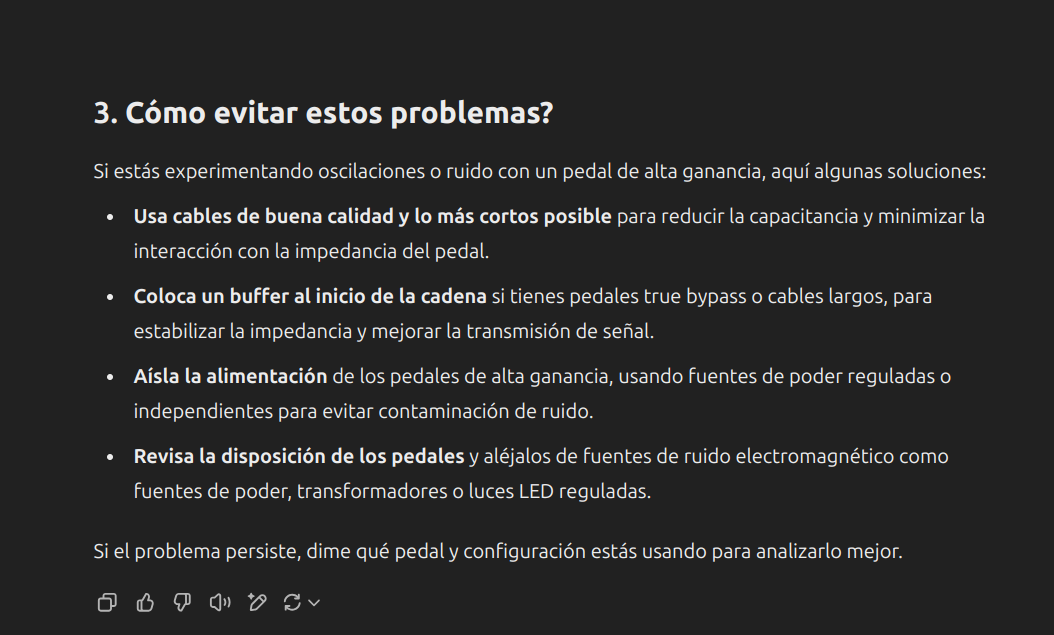 3. Cómo evitar estos problemas?
Si estás experimentando oscilaciones o ruido con un pedal de alta ganancia, aquí algunas soluciones:
• Usa cables de buena calidad y lo más cortos posible para reducir la capacitancia y minimizar la
interacción con la impedancia del pedal.
• Coloca un buffer al inicio de la cadena si tienes pedales true bypass o cables largos, para
estabilizar la impedancia y mejorar la transmisión de señal.
• Aísla la alimentación de los pedales de alta ganancia, usando fuentes de poder reguladas o
independientes para evitar contaminación de ruido.
• Revisa la disposición de los pedales y aléjalos de fuentes de ruido electromagnético como
fuentes de poder, transformadores o luces LED reguladas.
Si el problema persiste, dime qué pedal y configuración estás usando para analizarlo mejor.